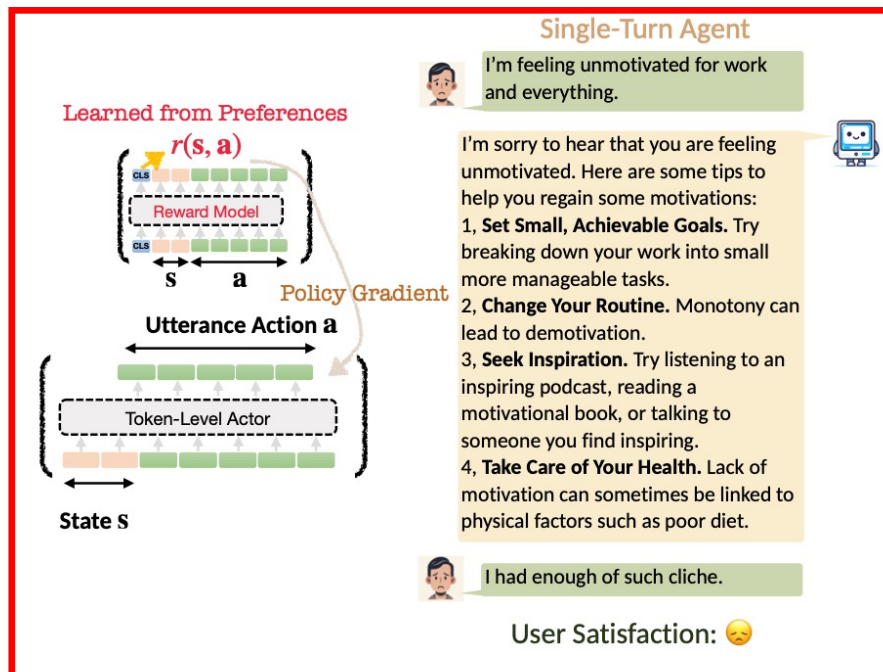 Single-Turn Agent
I'm feeling unmotivated for work
and everything.
Learned from Preferences
r(s, a)
CLS
Reward Model
CLS
s
a
Policy Gradient
Utterance Action a
Token-Level Actor
State s
I'm sorry to hear that you are feeling
unmotivated. Here are some tips to
help you regain some motivations:
1, Set Small, Achievable Goals. Try
breaking down your work into small
more manageable tasks.
2, Change Your Routine. Monotony can
lead to demotivation.
3, Seek Inspiration. Try listening to an
inspiring podcast, reading a
motivational book, or talking to
someone you find inspiring.
4, Take Care of Your Health. Lack of
motivation can sometimes be linked to
physical factors such as poor diet.
I had enough of such cliche.
User Satisfaction: 😞